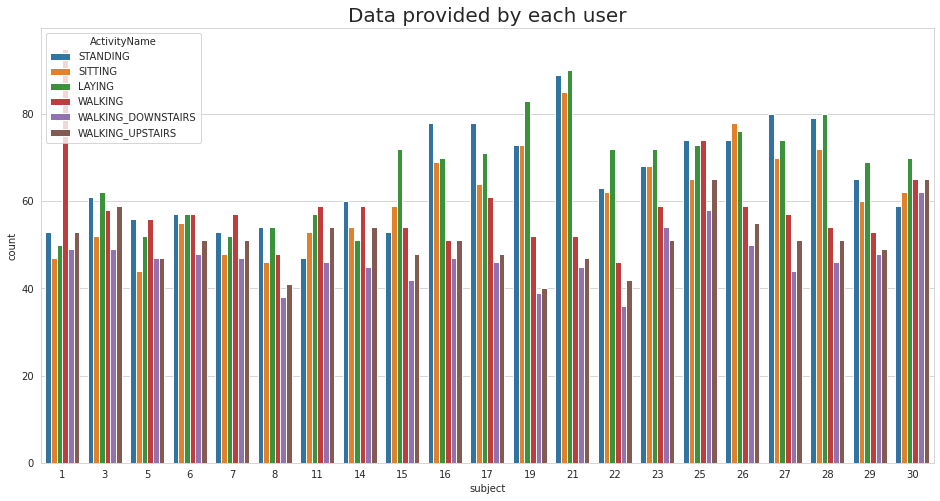 Data provided by each user
ActivityName
STANDING
SITTING
LAYING
WALKING
WALKING_DOWNSTAIRS
WALKING_UPSTAIRS
80
60
40
20
0
count
1 3 5 6 7 8 11 14 15 16 17 19 21 22 23 25 26 27 28 29 30
subject